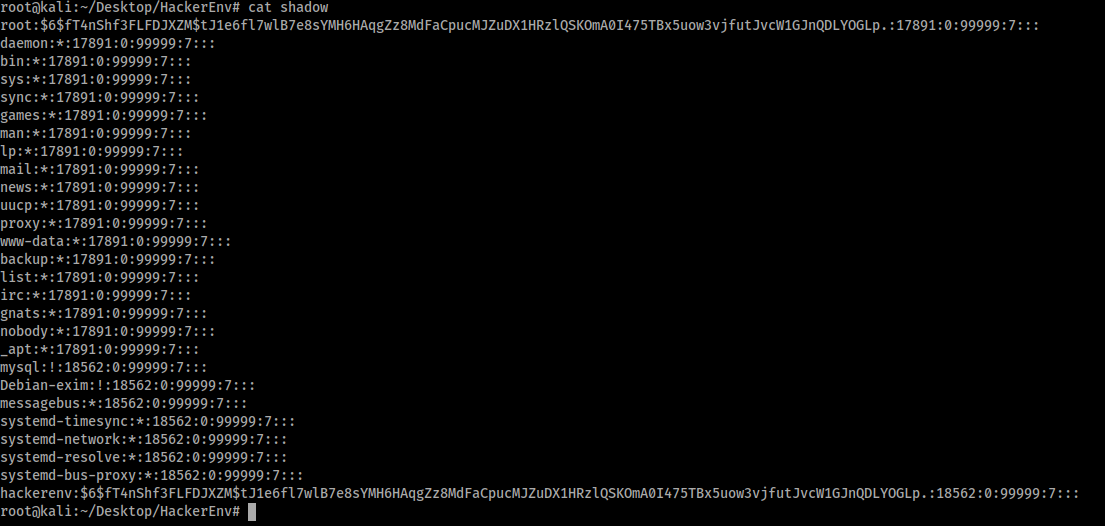 root@kali:~/Desktop/HackerEnv# cat shadow
root:$6$fT4nShf3FLFDJXZM$tJ1e6fl7wlB7e8sYMH6HAqgZz8MdFaCpucMJZuDX1HRzlQSKOmA0I475TBx5uow3vjfutJvcW1GJnQDLYOGLp.:17891:0:99999:7:::
daemon:*:17891:0:99999:7:::
bin:*:17891:0:99999:7:::
sys:*:17891:0:99999:7:::
sync:*:17891:0:99999:7:::
games:*:17891:0:99999:7:::
man:*:17891:0:99999:7:::
lp:*:17891:0:99999:7:::
mail:*:17891:0:99999:7:::
news:*:17891:0:99999:7:::
uucp:*:17891:0:99999:7:::
proxy:*:17891:0:99999:7:::
www-data:*:17891:0:99999:7:::
backup:*:17891:0:99999:7:::
list:*:17891:0:99999:7:::
irc:*:17891:0:99999:7:::
gnats:*:17891:0:99999:7:::
nobody:*:17891:0:99999:7:::
_apt:*:17891:0:99999:7:::
mysql:!:18562:0:99999:7:::
Debian-exim:!:18562:0:99999:7:::
messagebus:*:18562:0:99999:7:::
systemd-timesync:*:18562:0:99999:7:::
systemd-network:*:18562:0:99999:7:::
systemd-resolve:*:18562:0:99999:7:::
systemd-bus-proxy:*:18562:0:99999:7:::
hackerenv:$6$fT4nShf3FLFDJXZM$tJ1e6fl7wlB7e8sYMH6HAqgZz8MdFaCpucMJZuDX1HRzlQSKOmA0I475TBx5uow3vjfutJvcW1GJnQDLYOGLp.:18562:0:99999:7:::
root@kali:~/Desktop/HackerEnv#